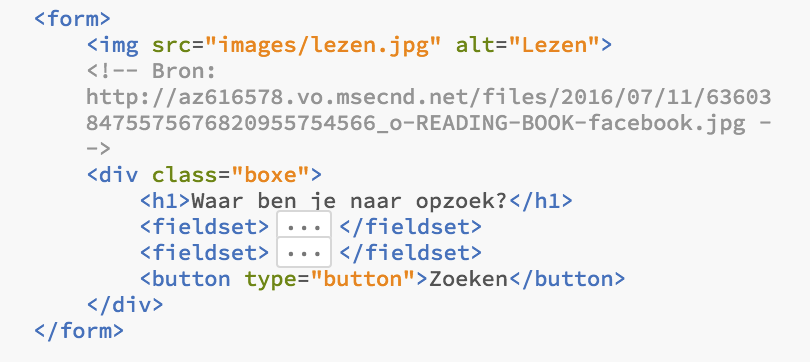 <form>
<img src="images/lezen.jpg" alt="Lezen">
<!-- Bron:
http://az616578.vo.msecnd.net/files/2016/07/11/63603
8475575676820955754566_o-READING-BOOK-facebook.jpg -
->
<div class="boxe">
<h1>Waar ben je naar opzoek?</h1>
<fieldset> ... </fieldset>
<fieldset> ... </fieldset>
<button type="button">Zoeken</button>
</div>
</form>